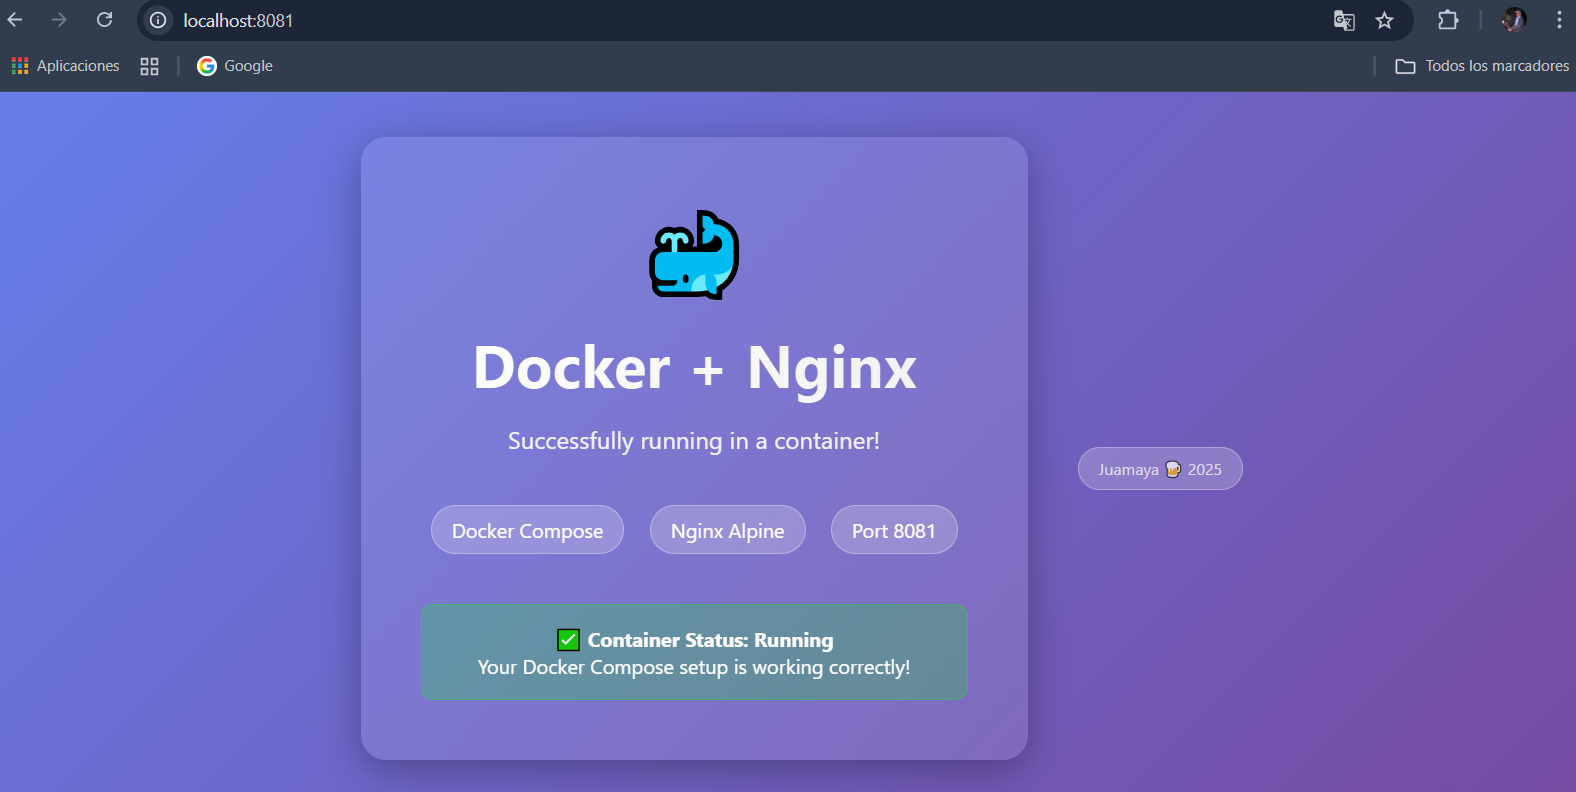 localhost:8081
Aplicaciones
Google
Todos los marcadores
Docker + Nginx
Successfully running in a container!
Docker Compose
Nginx Alpine
Port 8081
Juamaya 🍺 2025
✅ Container Status: Running
Your Docker Compose setup is working correctly!